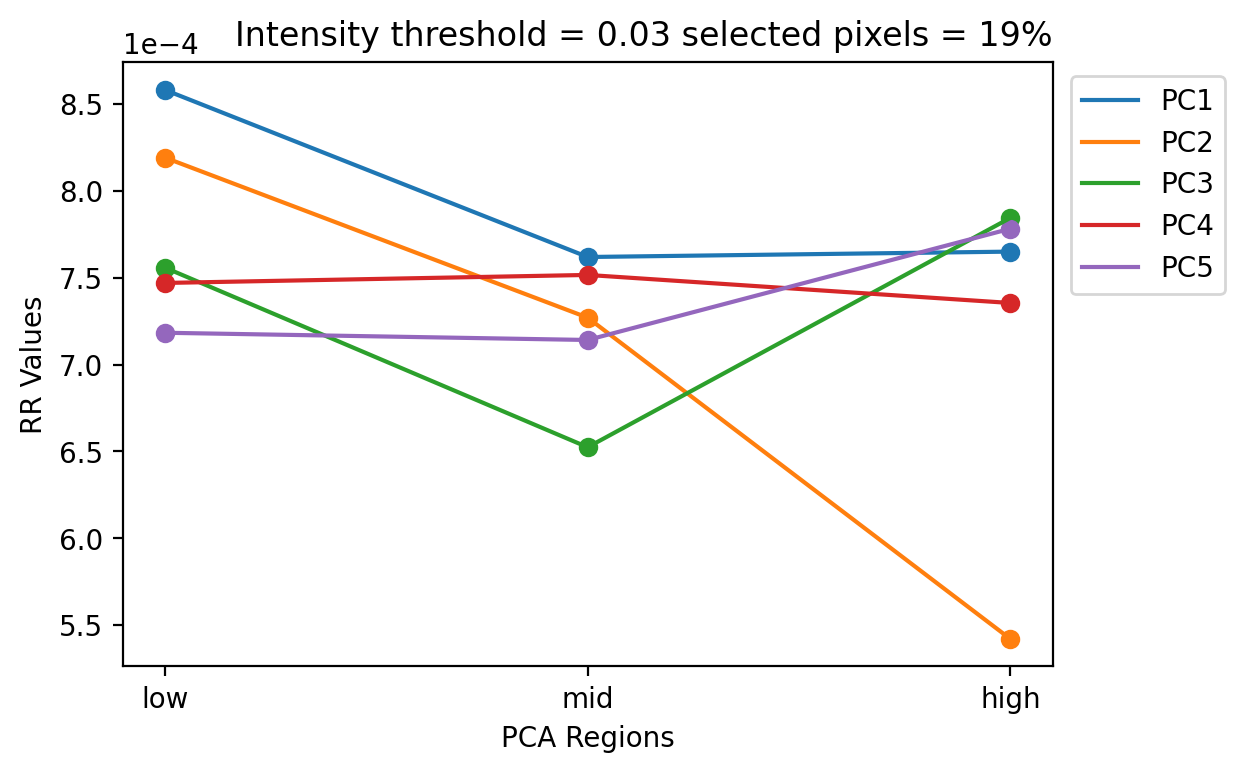 Intensity threshold = 0.03 selected pixels = 19%
1e−4
8.5
8.0
7.5
7.0
6.5
6.0
5.5
RR Values
low
mid
high
PCA Regions
PC1
PC2
PC3
PC4
PC5